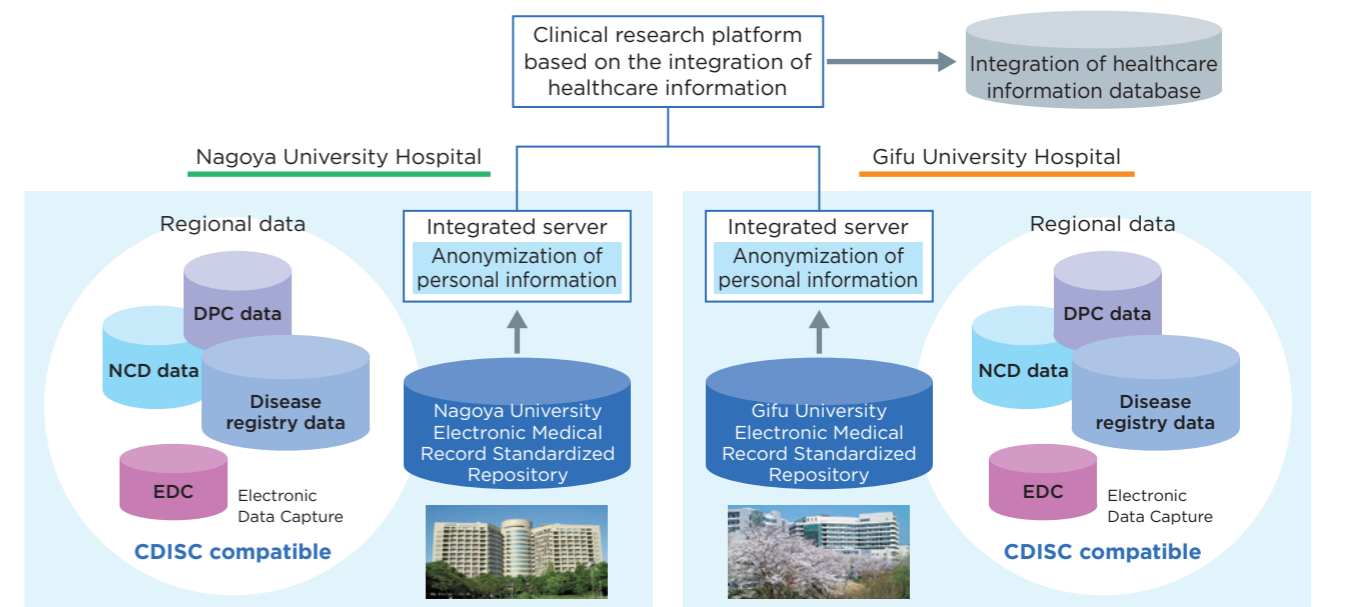 Clinical research platform
based on the integration of
healthcare information
Integration of healthcare
information database
Nagoya University Hospital
Regional data
DPC data
NCD data
Disease
registry data
EDC
Electronic
Data Capture
CDISC compatible
Integrated server
Anonymization of
personal information
Nagoya University
Electronic Medical
Record Standardized
Repository
Gifu University Hospital
Integrated server
Anonymization of
personal information
Gifu University
Electronic Medical
Record Standardized
Repository
Regional data
DPC data
NCD data
Disease
registry data
EDC
Electronic
Data Capture
CDISC compatible